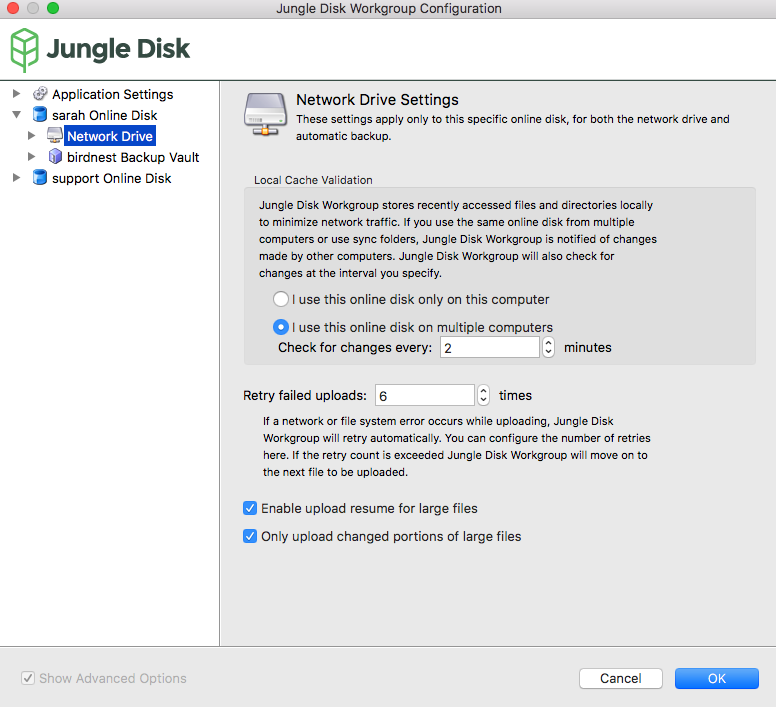 Jungle Disk Workgroup Configuration
Jungle Disk
Application Settings
sarah Online Disk
Network Drive
birdnest Backup Vault
support Online Disk
Network Drive Settings
These settings apply only to this specific online disk, for both the network drive and
automatic backup.
Local Cache Validation
Jungle Disk Workgroup stores recently accessed files and directories locally
to minimize network traffic. If you use the same online disk from multiple
computers or use sync folders, Jungle Disk Workgroup is notified of changes
made by other computers. Jungle Disk Workgroup will also check for
changes at the interval you specify.
I use this online disk only on this computer
I use this online disk on multiple computers
Check for changes every: 2 minutes
Retry failed uploads: 6 times
If a network or file system error occurs while uploading, Jungle Disk
Workgroup will retry automatically. You can configure the number of retries
here. If the retry count is exceeded Jungle Disk Workgroup will move on to
the next file to be uploaded.
Enable upload resume for large files
Only upload changed portions of large files
Show Advanced Options
Cancel
OK